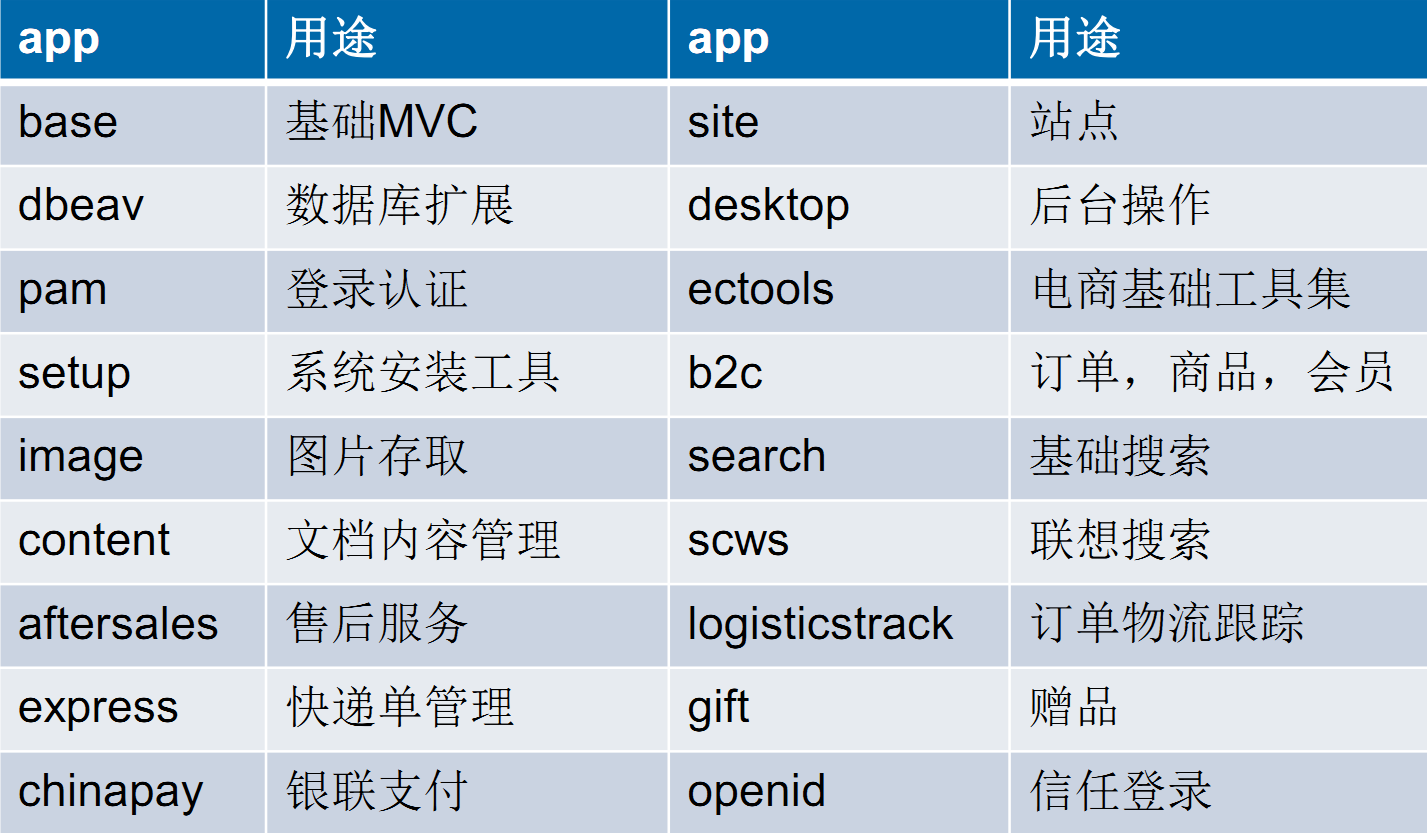 app 用途 app 用途
base 基础MVC site 站点
dbeav 数据库扩展 desktop 后台操作
pam 登录认证 ectools 电商基础工具集
setup 系统安装工具 b2c 订单，商品，会员
image 图片存取 search 基础搜索
content 文档内容管理 scws 联想搜索
aftersales 售后服务 logisticstrack 订单物流跟踪
express 快递单管理 gift 赠品
chinapay 银联支付 openid 信任登录